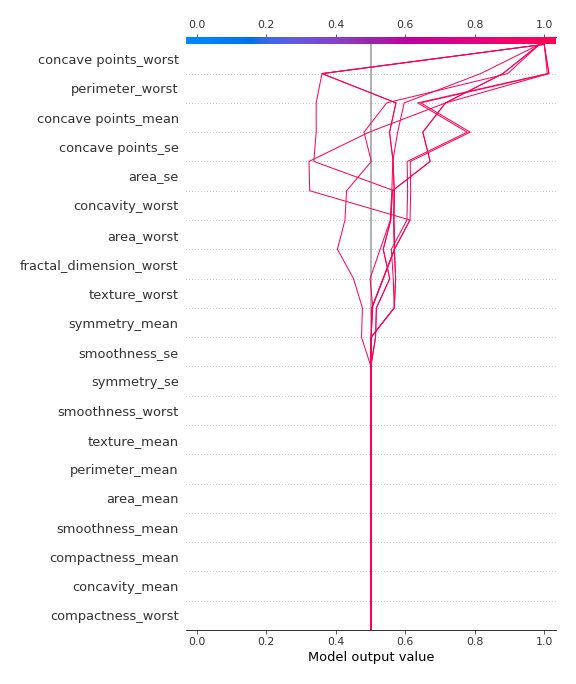 0.0 0.2 0.4 0.6 0.8 1.0
concave points_worst
perimeter_worst
concave points_mean
concave points_se
area_se
concavity_worst
area_worst
fractal_dimension_worst
texture_worst
symmetry_mean
smoothness_se
symmetry_se
smoothness_worst
texture_mean
perimeter_mean
area_mean
smoothness_mean
compactness_mean
concavity_mean
compactness_worst
0.0 0.2 0.4 0.6 0.8 1.0
Model output value